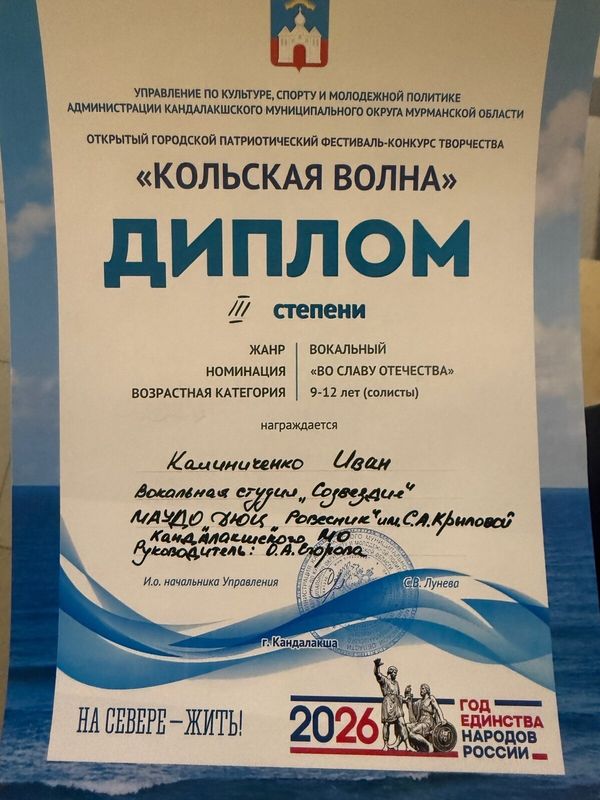 УПРАВЛЕНИЕ ПО КУЛЬТУРЕ, СПОРТУ И МОЛОДЕЖНОЙ ПОЛИТИКЕ
АДМИНИСТРАЦИИ КАНДАЛАКШСКОГО МУНИЦИПАЛЬНОГО ОКРУГА МУРМАНСКОЙ ОБЛАСТИ
ОТКРЫТЫЙ ГОРОДСКОЙ ПАТРИОТИЧЕСКИЙ ФЕСТИВАЛЬ-КОНКУРС ТВОРЧЕСТВА
«КОЛЬСКАЯ ВОЛНА»
ДИПЛОМ
III степени
ЖАНР ВОКАЛЬНЫЙ
НОМИНАЦИЯ «ВО СЛАВУ ОТЕЧЕСТВА»
ВОЗРАСТНАЯ КАТЕГОРИЯ 9-12 лет (солисты)
награждается
Калиниченко Иван
Вокальная студия „Созвездие"
МАУДО ДЮЦ „Ровесник" им. С.А. Крыловой
Кандалакшского МО
Руководитель: О.А. Егорова
И.о. начальника Управления С.В. Лунева
г. Кандалакша
НА СЕВЕРЕ – ЖИТЬ!
2026 ГОД
ЕДИНСТВА
НАРОДОВ
РОССИИ